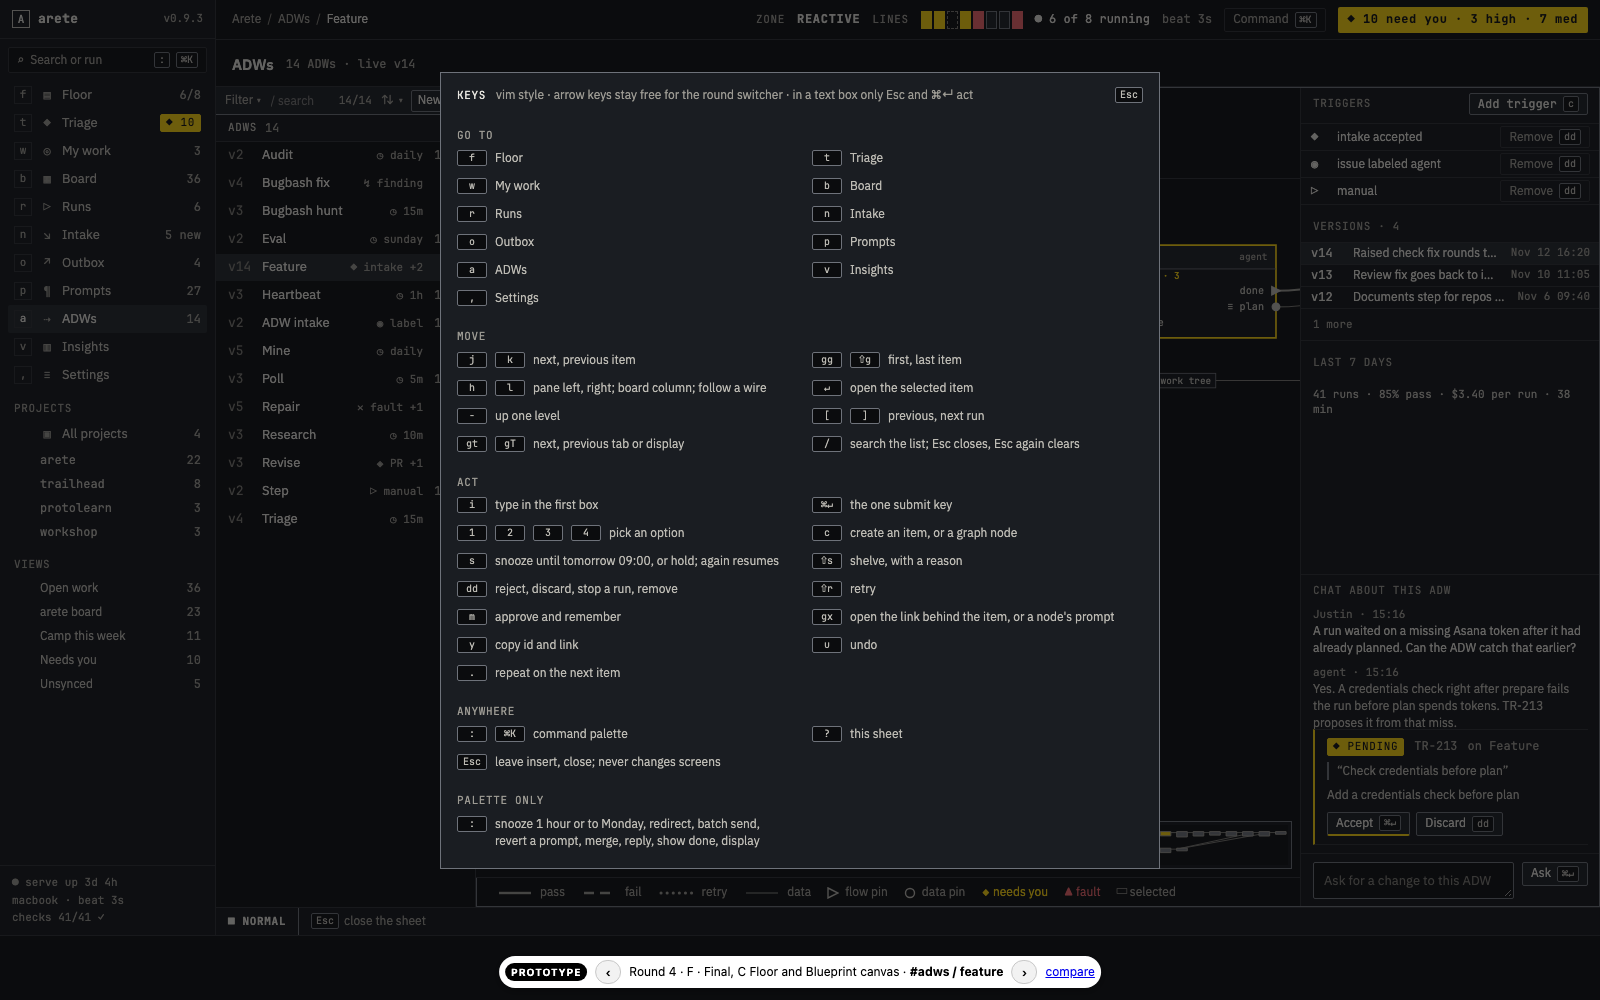 A arete v0.9.3
Search or run : ⌘K
f Floor 6/8
t Triage ◆ 10
w My work 3
b Board 36
r Runs 6
n Intake 5 new
o Outbox 4
p Prompts 27
a ADWs 14
v Insights
, Settings
PROJECTS
All projects 4
arete 22
trailhead 8
protolearn 3
workshop 3
VIEWS
Open work 36
arete board 23
Camp this week 11
Needs you 10
Unsynced 5
serve up 3d 4h
macbook · beat 3s
checks 41/41 ✓
Arete / ADWs / Feature
ZONE REACTIVE LINES 6 of 8 running beat 3s Command ⌘K ◆ 10 need you · 3 high · 7 med
ADWs 14 ADWs · live v14
Filter / search 14/14 New
ADWS 14
v2 Audit daily 1
v4 Bugbash fix finding
v3 Bugbash hunt 15m
v2 Eval sunday 1
v14 Feature ◆ intake +2
v3 Heartbeat 1h 1
v2 ADW intake label 1
v5 Mine daily
v3 Poll 5m 1
v5 Repair × fault +1
v3 Research 10m
v3 Revise ◆ PR +1
v2 Step ▷ manual 1
v4 Triage 15m
KEYS vim style · arrow keys stay free for the round switcher · in a text box only Esc and ⌘↵ act Esc
GO TO
f Floor t Triage
w My work b Board
r Runs n Intake
o Outbox p Prompts
a ADWs v Insights
, Settings
MOVE
j k next, previous item gg ⇧g first, last item
h l pane left, right; board column; follow a wire ↵ open the selected item
- up one level [ ] previous, next run
gt gT next, previous tab or display / search the list; Esc closes, Esc again clears
ACT
i type in the first box ⌘↵ the one submit key
1 2 3 4 pick an option c create an item, or a graph node
s snooze until tomorrow 09:00, or hold; again resumes ⇧s shelve, with a reason
dd reject, discard, stop a run, remove ⇧r retry
m approve and remember gx open the link behind the item, or a node's prompt
y copy id and link u undo
. repeat on the next item
ANYWHERE
: ⌘K command palette ? this sheet
Esc leave insert, close; never changes screens
PALETTE ONLY
: snooze 1 hour or to Monday, redirect, batch send,
revert a prompt, merge, reply, show done, display
agent
· 3
done
≡ plan
work tree
TRIGGERS Add trigger c
◆ intake accepted Remove dd
issue labeled agent Remove dd
▷ manual Remove dd
VERSIONS · 4
v14 Raised check fix rounds t… Nov 12 16:20
v13 Review fix goes back to i… Nov 10 11:05
v12 Documents step for repos … Nov 6 09:40
1 more
LAST 7 DAYS
41 runs · 85% pass · $3.40 per run · 38
min
CHAT ABOUT THIS ADW
Justin · 15:16
A run waited on a missing Asana token after it had
already planned. Can the ADW catch that earlier?
agent · 15:16
Yes. A credentials check right after prepare fails
the run before plan spends tokens. TR-213
proposes it from that miss.
◆ PENDING TR-213 on Feature
“Check credentials before plan”
Add a credentials check before plan
Accept ⌘↵ Discard dd
Ask for a change to this ADW Ask ⌘↵
pass fail retry data flow pin data pin ◆ needs you ▲ fault selected
■ NORMAL Esc close the sheet
PROTOTYPE ‹ Round 4 · F · Final, C Floor and Blueprint canvas · #adws / feature › compare